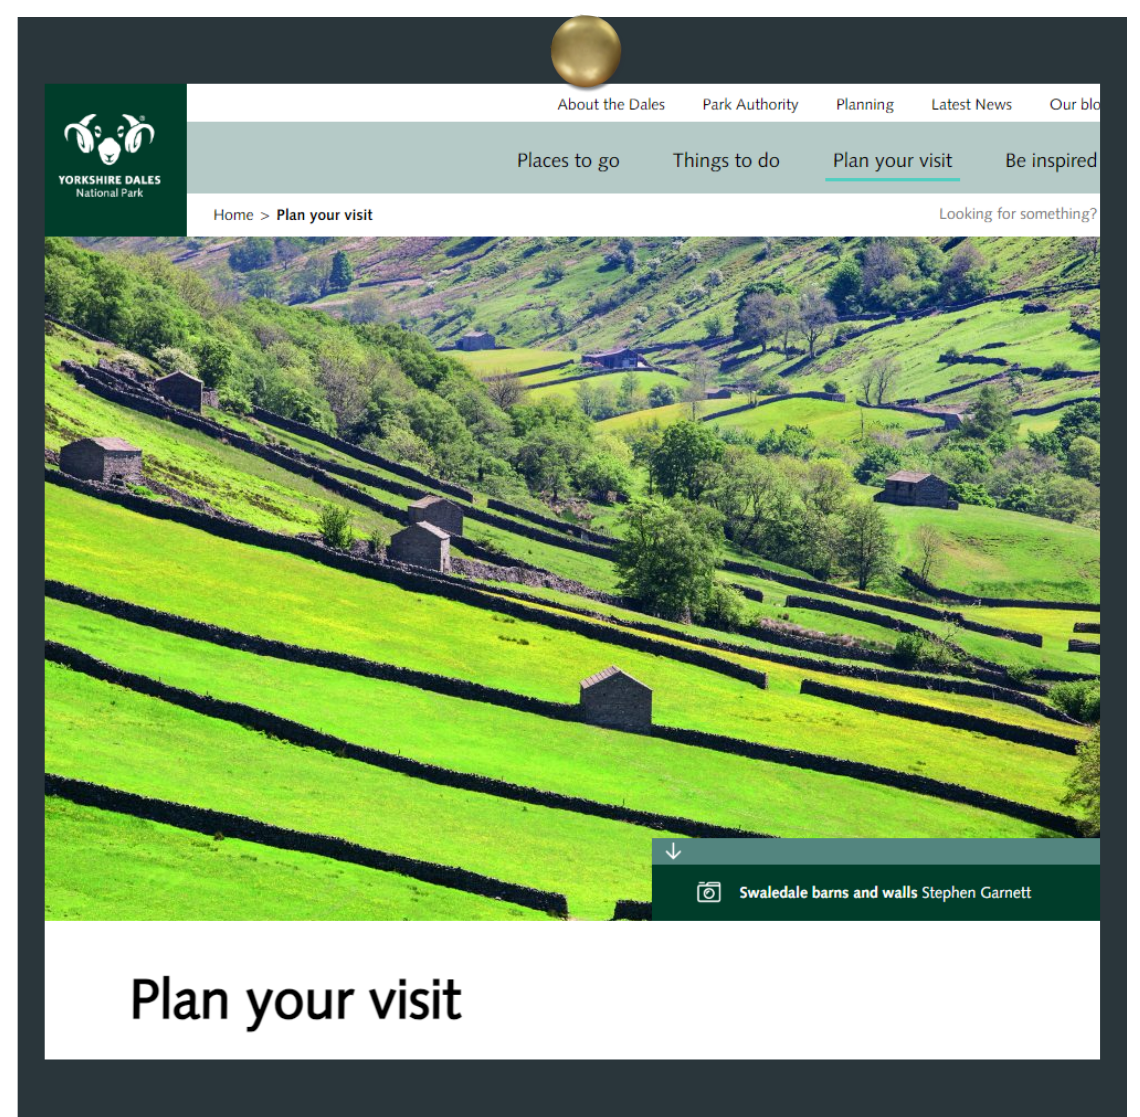 About the Dales Park Authority Planning Latest News Our blo
Places to go Things to do Plan your visit Be inspired
YORKSHIRE DALES
National Park
Home > Plan your visit
Looking for something?
Swaledale barns and walls Stephen Garnett
Plan your visit